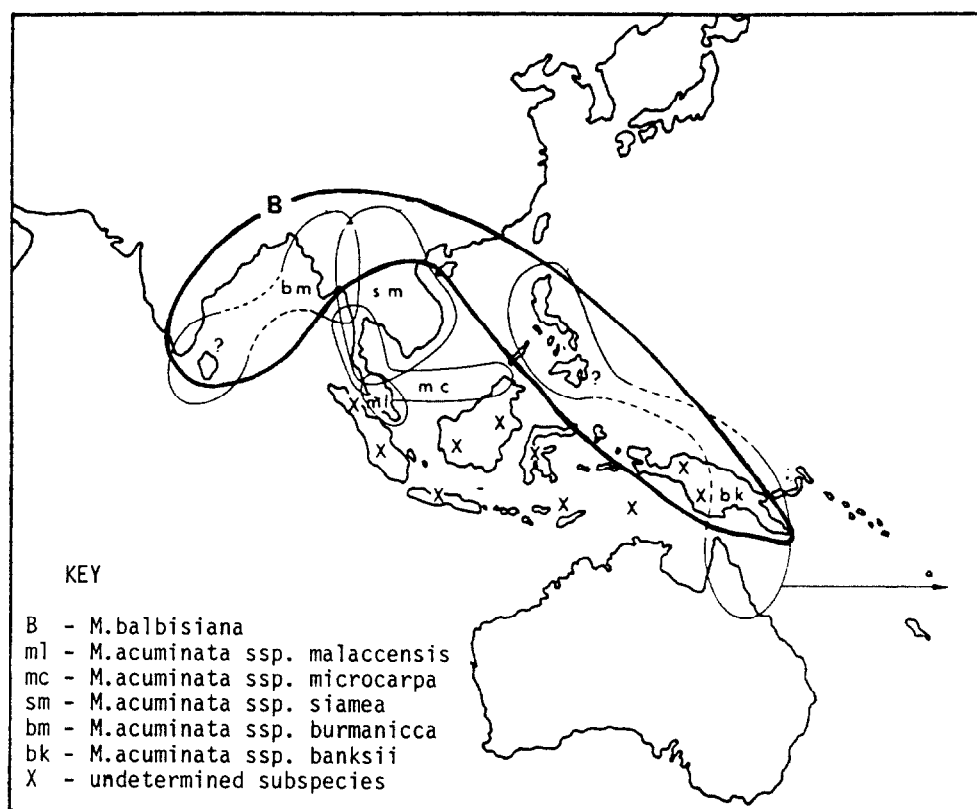 B
bm
sm
?
mc
?
ml
X
X
X
X
X
X
X
bk
X
X
X
KEY
B - M.balbisiana
ml - M.acuminata ssp. malaccensis
mc - M.acuminata ssp. microcarpa
sm - M.acuminata ssp. siamea
bm - M.acuminata ssp. burmanicca
bk - M.acuminata ssp. banksii
X - undetermined subspecies